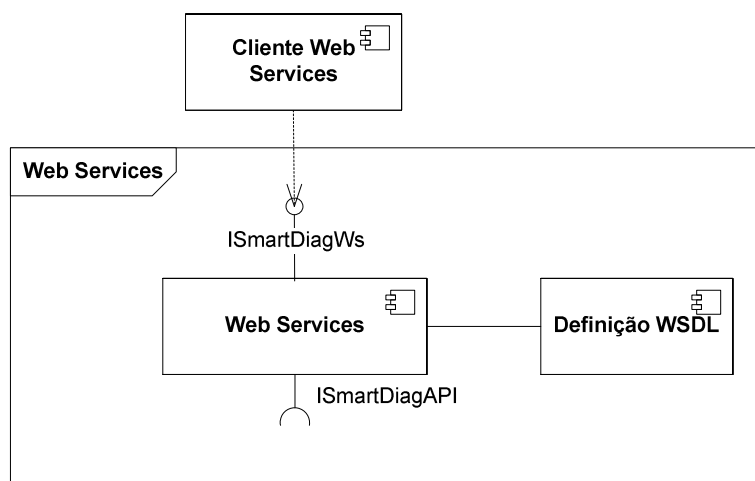 Cliente Web
Services
Web Services
ISmartDiagWs
Web Services
Definição WSDL
ISmartDiagAPI